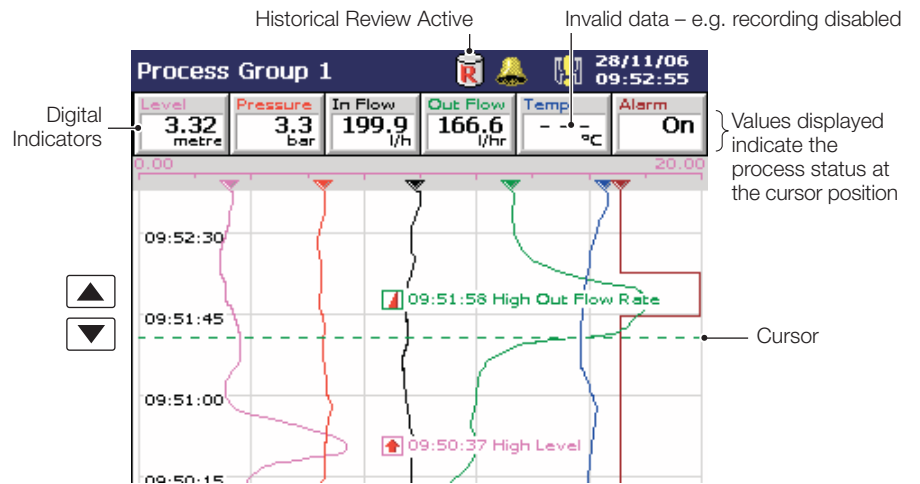 Historical Review Active
Invalid data – e.g. recording disabled
Process Group 1
R
28/11/06
09:52:55
Digital
Indicators
Level
3.32
metre
Pressure
3.3
bar
In Flow
199.9
l/h
Out Flow
166.6
l/hr
Temp
- - -
°C
Alarm
On
Values displayed
indicate the
process status at
the cursor position
0.00
20.00
09:52:30
09:51:58 High Out Flow Rate
09:51:45
Cursor
09:51:00
09:50:37 High Level
09:50:15